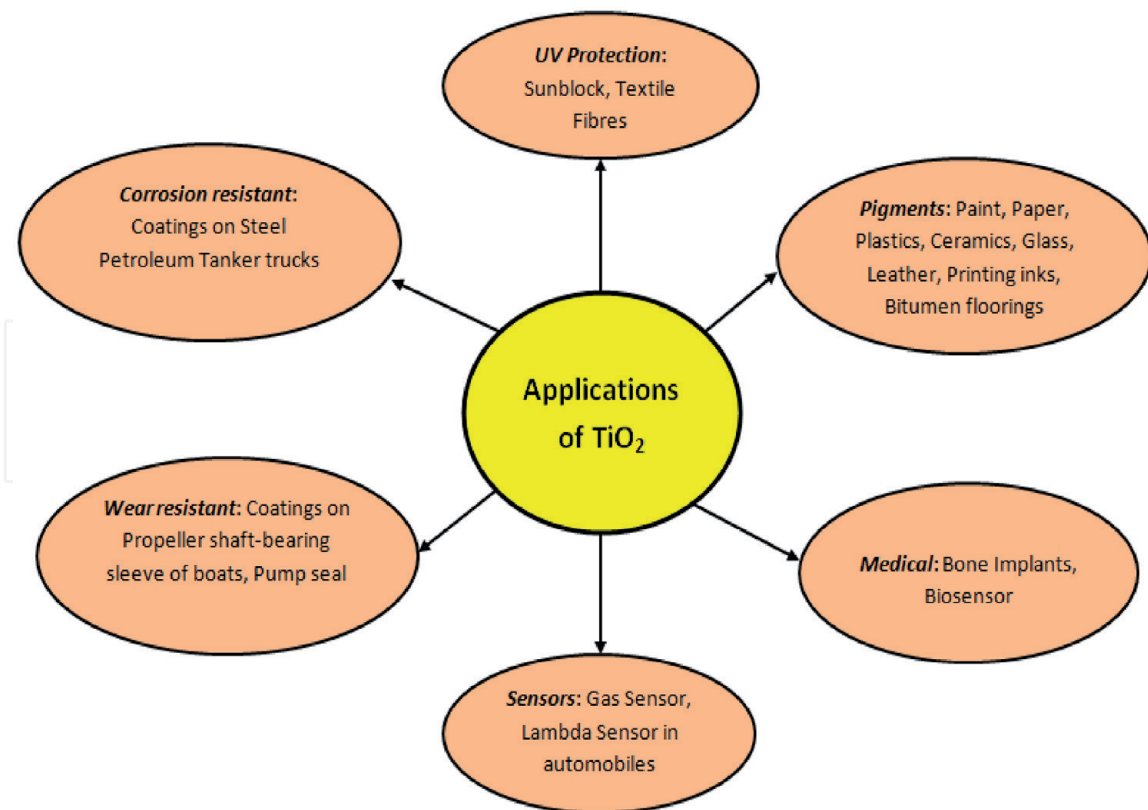 UV Protection:
Sunblock, Textile
Fibres
Corrosion resistant:
Coatings on Steel
Petroleum Tanker trucks
Pigments: Paint, Paper,
Plastics, Ceramics, Glass,
Leather, Printing inks,
Bitumen floorings
Applications
of TiO₂
Wear resistant: Coatings on
Propeller shaft-bearing
sleeve of boats, Pump seal
Medical: Bone Implants,
Biosensor
Sensors: Gas Sensor,
Lambda Sensor in
automobiles